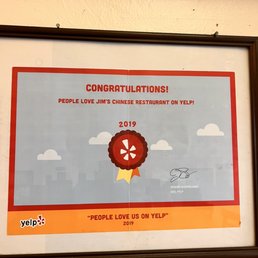 CONGRATULATIONS!
PEOPLE LOVE JIM'S CHINESE RESTAURANT ON YELP!
2019
yelp
"PEOPLE LOVE US ON YELP"
2019